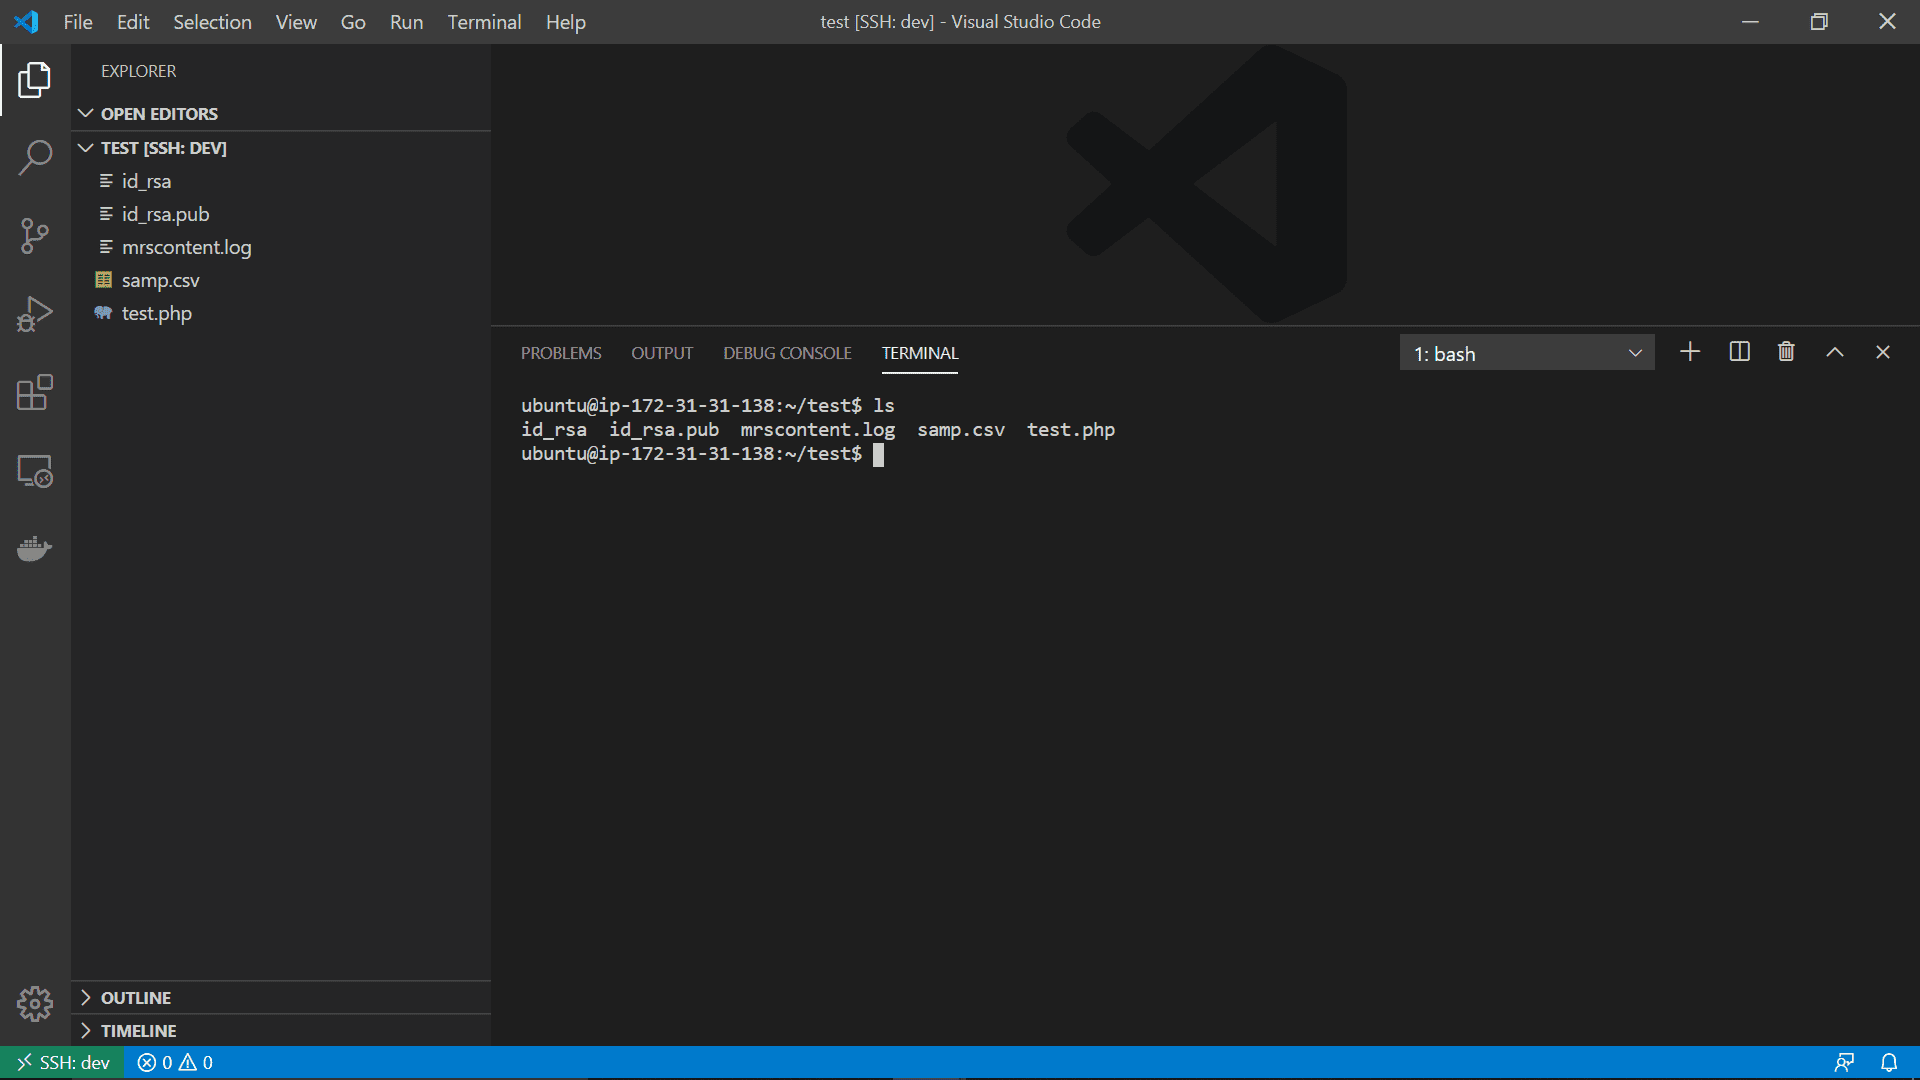 File Edit Selection View Go Run Terminal Help test [SSH: dev] - Visual Studio Code
EXPLORER
OPEN EDITORS
TEST [SSH: DEV]
id_rsa
id_rsa.pub
mrscontent.log
samp.csv
test.php
PROBLEMS OUTPUT DEBUG CONSOLE TERMINAL 1: bash
ubuntu@ip-172-31-31-138:~/test$ ls
id_rsa id_rsa.pub mrscontent.log samp.csv test.php
ubuntu@ip-172-31-31-138:~/test$
OUTLINE
TIMELINE
SSH: dev 0 0